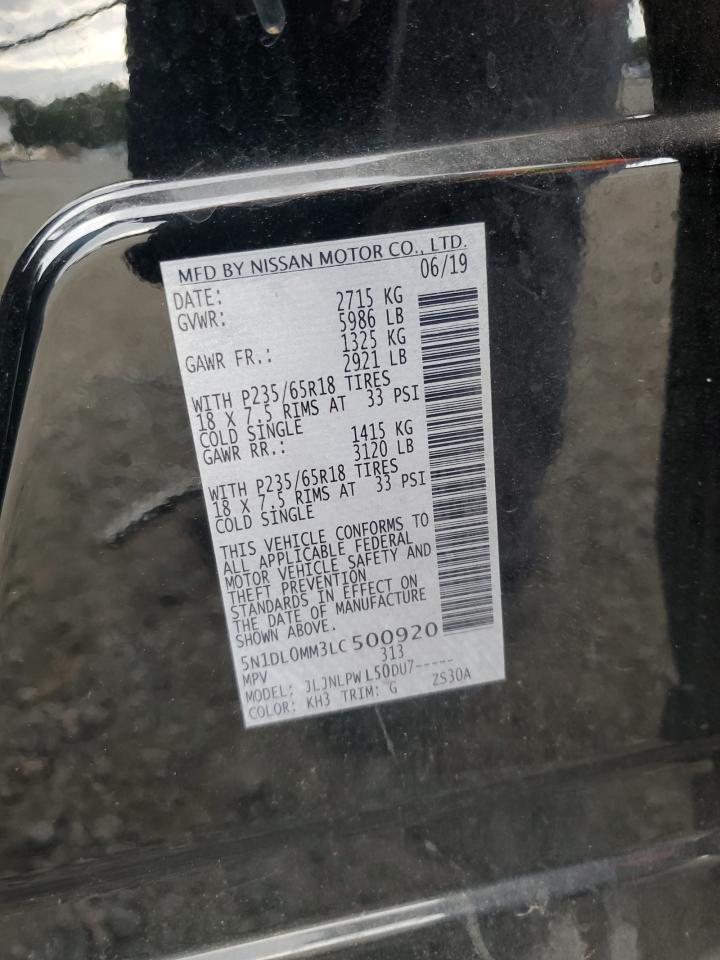 MFD BY NISSAN MOTOR CO., LTD.
DATE: 06/19
GVWR: 2715 KG
5986 LB
GAWR FR.: 1325 KG
2921 LB
WITH P235/65R18 TIRES
18 X 7.5 RIMS AT 33 PSI
COLD SINGLE
GAWR RR.: 1415 KG
3120 LB
WITH P235/65R18 TIRES
18 X 7.5 RIMS AT 33 PSI
COLD SINGLE
THIS VEHICLE CONFORMS TO
ALL APPLICABLE FEDERAL
MOTOR VEHICLE SAFETY AND
THEFT PREVENTION
STANDARDS IN EFFECT ON
THE DATE OF MANUFACTURE
SHOWN ABOVE.
5N1DL0MM3LC500920
MPV 313
MODEL: JLJNLPWL50DU7-----
COLOR: KH3 TRIM: G ZS30A